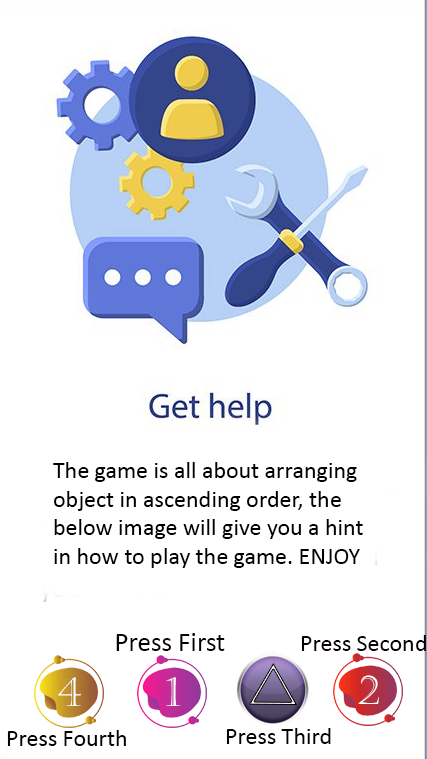 Get help
The game is all about arranging
object in ascending order, the
below image will give you a hint
in how to play the game. ENJOY
Press First
Press Second
4
1
2
Press Fourth
Press Third